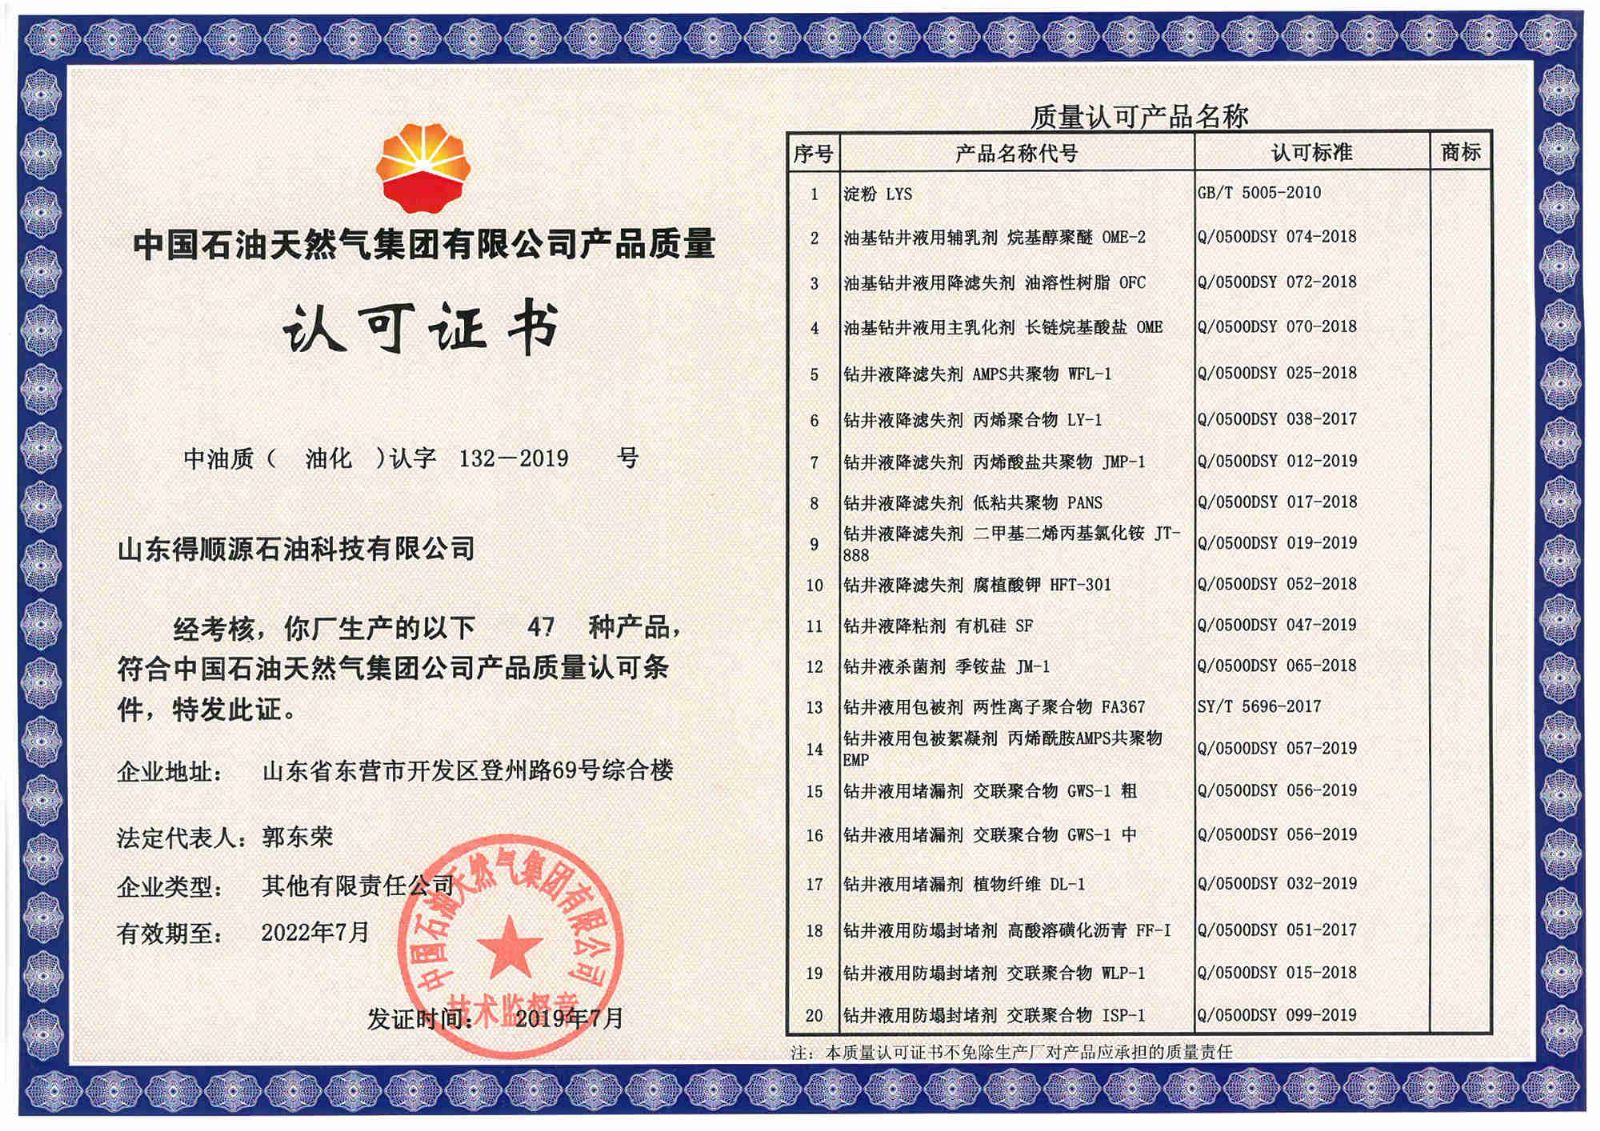 中国石油天然气集团有限公司产品质量
认可证书
中油质（ 油化 ）认字 132—2019 号
山东得顺源石油科技有限公司
经考核，你厂生产的以下 47 种产品，
符合中国石油天然气集团公司产品质量认可条
件，特发此证。
企业地址： 山东省东营市开发区登州路69号综合楼
法定代表人：郭东荣
企业类型： 其他有限责任公司
有效期至： 2022年7月
发证时间： 2019年7月
中国石油天然气集团有限公司
技术监督章
质量认可产品名称
序号 产品名称代号 认可标准 商标
1 淀粉 LYS GB/T 5005-2010
2 油基钻井液用辅乳剂 烷基醇聚醚 OME-2 Q/0500DSY 074-2018
3 油基钻井液用降滤失剂 油溶性树脂 OFC Q/0500DSY 072-2018
4 油基钻井液用主乳化剂 长链烷基酸盐 OME Q/0500DSY 070-2018
5 钻井液降滤失剂 AMPS共聚物 WFL-1 Q/0500DSY 025-2018
6 钻井液降滤失剂 丙烯聚合物 LY-1 Q/0500DSY 038-2017
7 钻井液降滤失剂 丙烯酸盐共聚物 JMP-1 Q/0500DSY 012-2019
8 钻井液降滤失剂 低粘共聚物 PANS Q/0500DSY 017-2018
9 钻井液降滤失剂 二甲基二烯丙基氯化铵 JT-
888 Q/0500DSY 019-2019
10 钻井液降滤失剂 腐植酸钾 HFT-301 Q/0500DSY 052-2018
11 钻井液降粘剂 有机硅 SF Q/0500DSY 047-2019
12 钻井液杀菌剂 季铵盐 JM-1 Q/0500DSY 065-2018
13 钻井液用包被剂 两性离子聚合物 FA367 SY/T 5696-2017
14 钻井液用包被絮凝剂 丙烯酰胺AMPS共聚物
EMP Q/0500DSY 057-2019
15 钻井液用堵漏剂 交联聚合物 GWS-1 粗 Q/0500DSY 056-2019
16 钻井液用堵漏剂 交联聚合物 GWS-1 中 Q/0500DSY 056-2019
17 钻井液用堵漏剂 植物纤维 DL-1 Q/0500DSY 032-2019
18 钻井液用防塌封堵剂 高酸溶磺化沥青 FF-I Q/0500DSY 051-2017
19 钻井液用防塌封堵剂 交联聚合物 WLP-1 Q/0500DSY 015-2018
20 钻井液用防塌封堵剂 交联聚合物 ISP-1 Q/0500DSY 099-2019
注：本质量认可证书不免除生产厂对产品应承担的质量责任